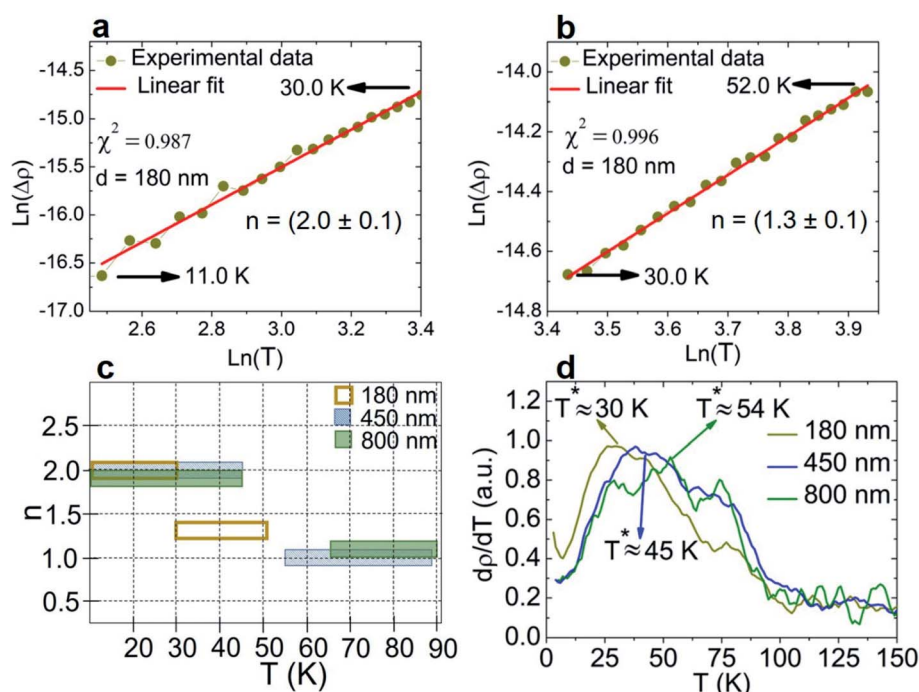 a
Experimental data
Linear fit
30.0 K
χ² = 0.987
d = 180 nm
n = (2.0 ± 0.1)
11.0 K
Ln(Δρ)
-14.5
-15.0
-15.5
-16.0
-16.5
-17.0
2.6 2.8 3.0 3.2 3.4
Ln(T)
b
Experimental data
Linear fit
52.0 K
χ² = 0.996
d = 180 nm
n = (1.3 ± 0.1)
30.0 K
Ln(Δρ)
-14.0
-14.2
-14.4
-14.6
-14.8
3.4 3.5 3.6 3.7 3.8 3.9
Ln(T)
c
180 nm
450 nm
800 nm
n
2.5
2.0
1.5
1.0
0.5
20 30 40 50 60 70 80 90
T (K)
d
T*≈30 K
T*≈54 K
T*≈45 K
180 nm
450 nm
800 nm
dρ/dT (a.u.)
1.2
1.0
0.8
0.6
0.4
0.2
0.0
0 25 50 75 100 125 150
T (K)